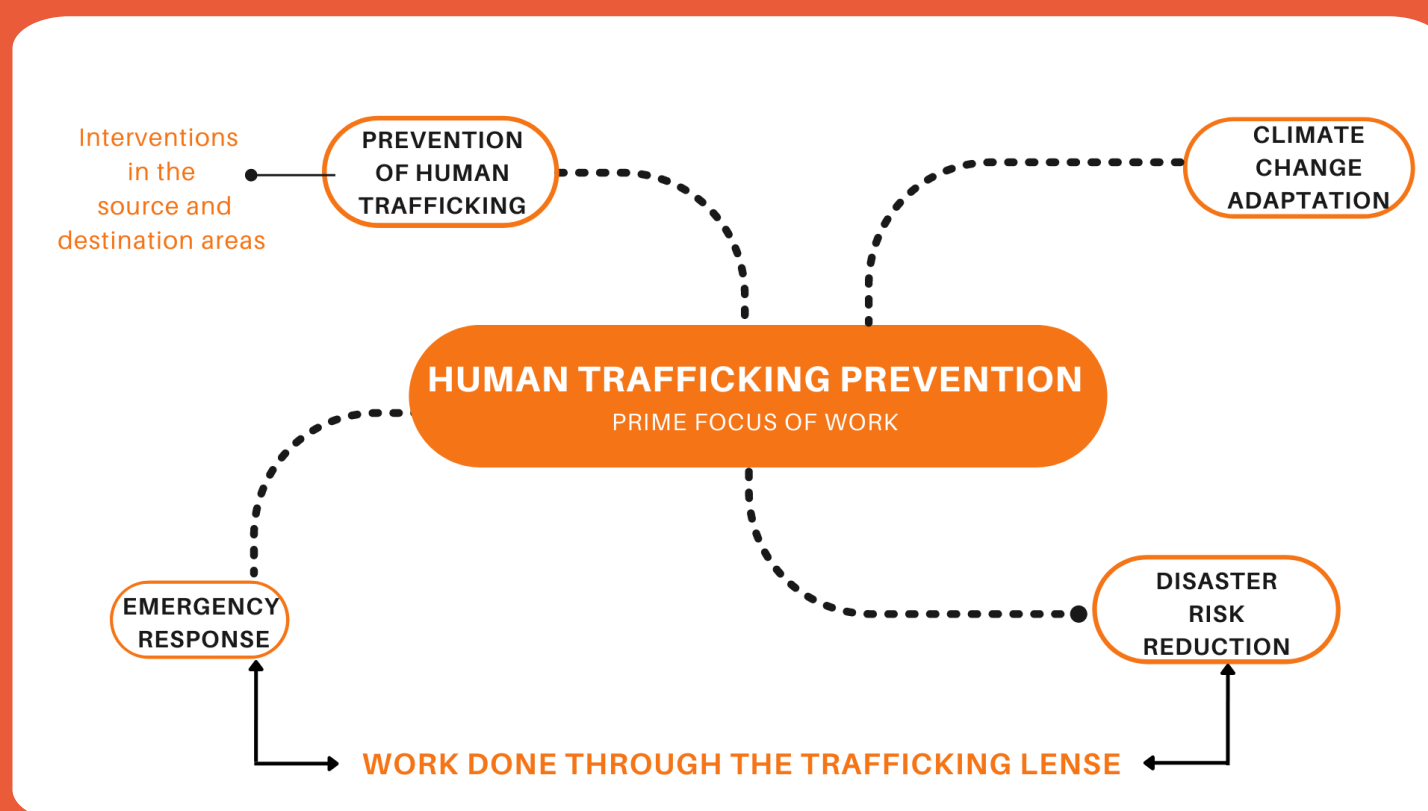 Interventions
in the
source and
destination areas
PREVENTION
OF HUMAN
TRAFFICKING
CLIMATE
CHANGE
ADAPTATION
HUMAN TRAFFICKING PREVENTION
PRIME FOCUS OF WORK
EMERGENCY
RESPONSE
DISASTER
RISK
REDUCTION
WORK DONE THROUGH THE TRAFFICKING LENSE